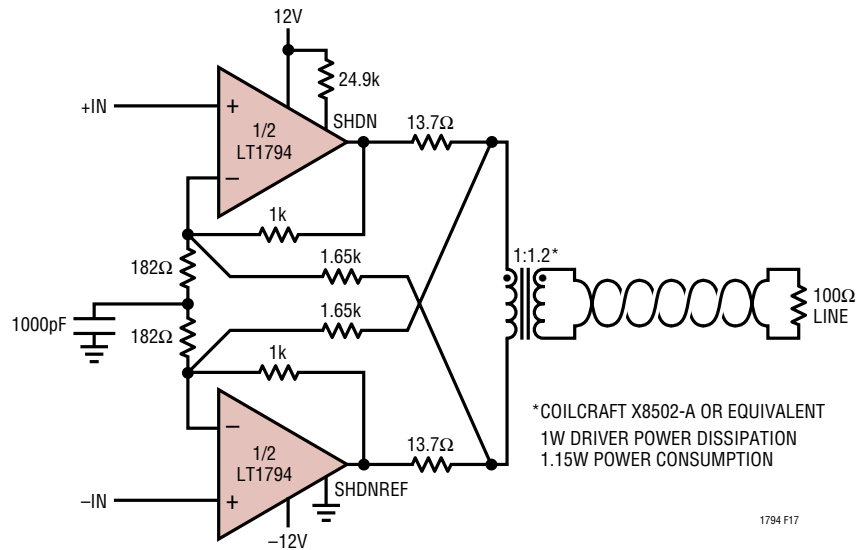 12V
24.9k
+IN
+
SHDN
13.7Ω
1/2
LT1794
–
1k
1:1.2*
182Ω
1.65k
1000pF
1.65k
100Ω
LINE
182Ω
1k
*COILCRAFT X8502-A OR EQUIVALENT
1W DRIVER POWER DISSIPATION
1.15W POWER CONSUMPTION
–
13.7Ω
1/2
LT1794
SHDNREF
–IN
+
–12V
1794 F17